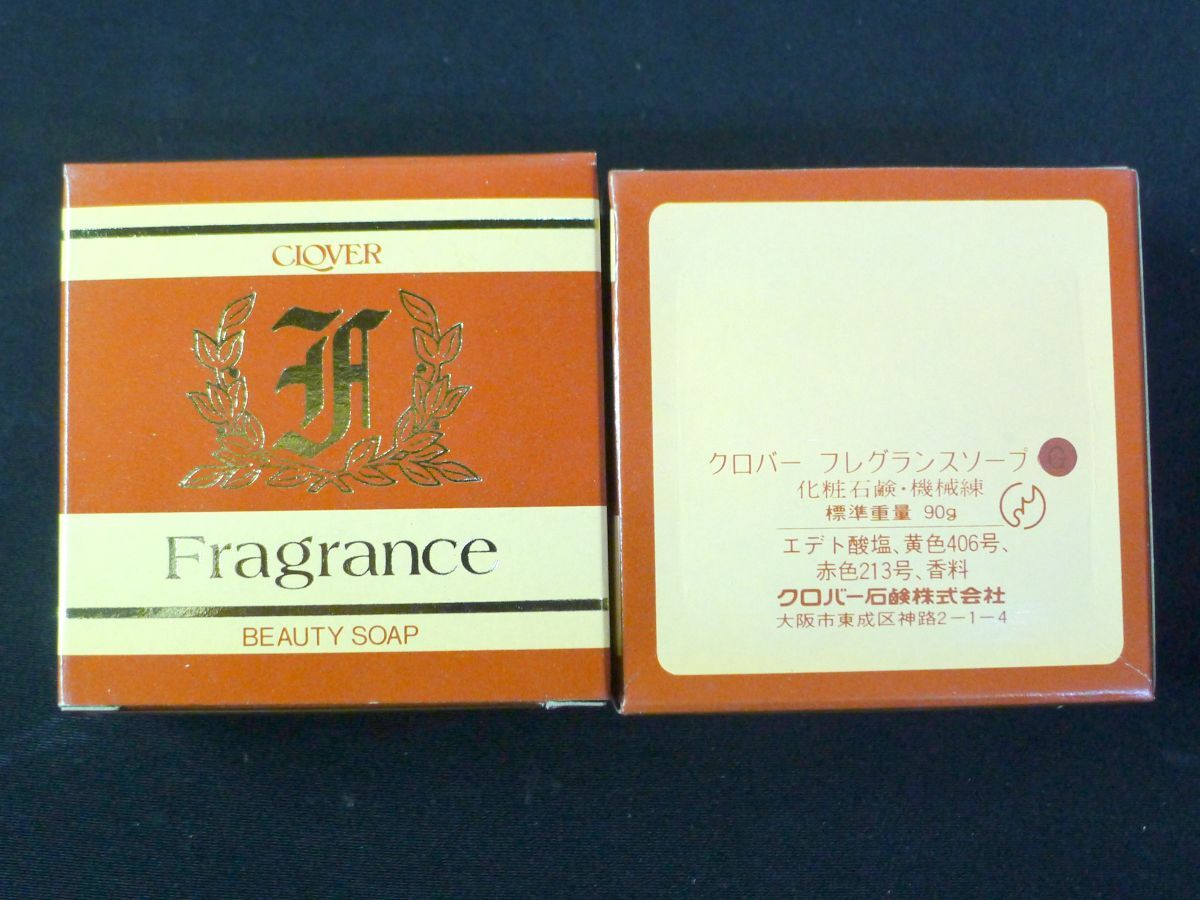 CLOVER
F
Fragrance
BEAUTY SOAP
クロバー フレグランスソープ G
化粧石鹸・機械練
標準重量 90g
エデト酸塩、黄色406号、
赤色213号、香料
クロバー石鹸株式会社
大阪市東成区神路2-1-4